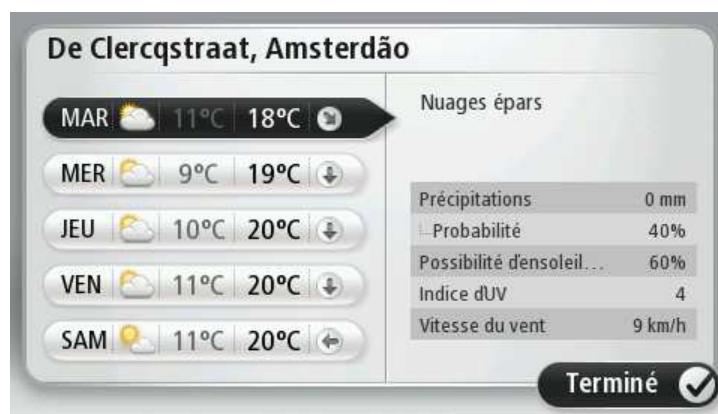 De Clercqstraat, Amsterdão
MAR 11°C 18°C
MER 9°C 19°C
JEU 10°C 20°C
VEN 11°C 20°C
SAM 11°C 20°C
Nuages épars
Précipitations 0 mm
Probabilité 40%
Possibilité d'ensoleil... 60%
Indice d'UV 4
Vitesse du vent 9 km/h
Terminé